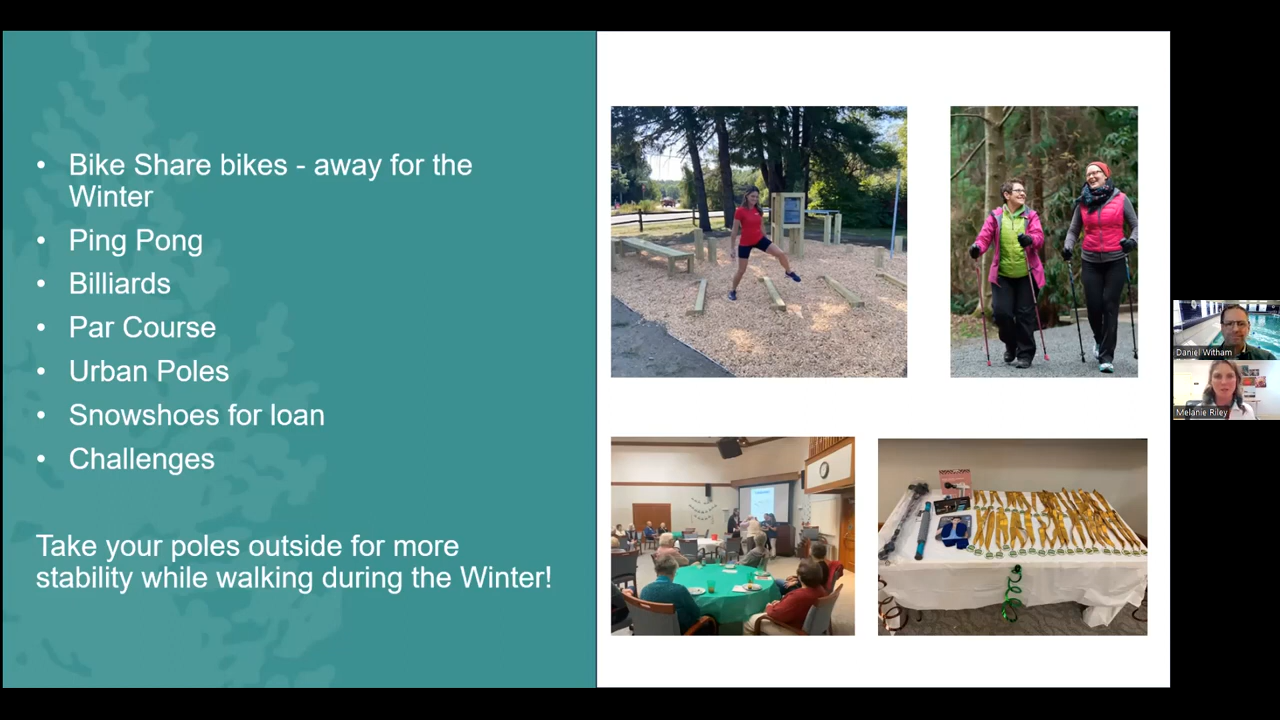 • Bike Share bikes - away for the
Winter
• Ping Pong
• Billiards
• Par Course
• Urban Poles
• Snowshoes for loan
• Challenges
Take your poles outside for more
stability while walking during the Winter!
Daniel Witham
Melanie Riley